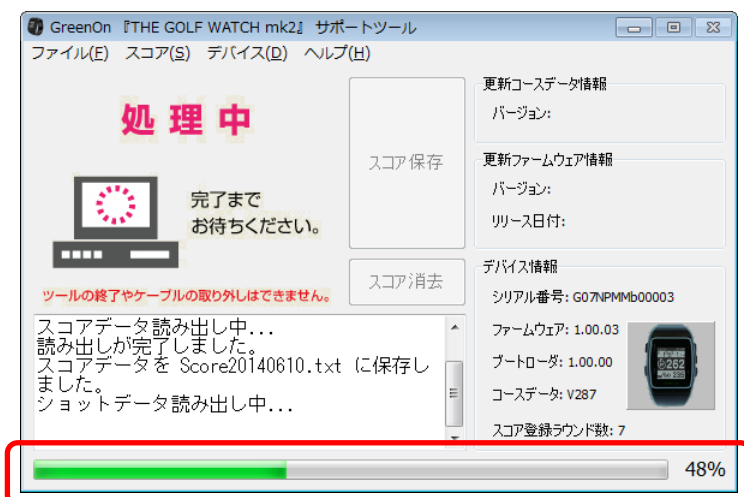 GreenOn 『THE GOLF WATCH mk2』 サポートツール
ファイル(F) スコア(S) デバイス(D) ヘルプ(H)
処理中
完了まで
お待ちください。
ツールの終了やケーブルの取り外しはできません。
スコア保存
スコア消去
スコアデータ読み出し中...
読み出しが完了しました。
スコアデータを Score20140610.txt に保存し
ました。
ショットデータ読み出し中...
更新コースデータ情報
バージョン:
更新ファームウェア情報
バージョン:
リリース日付:
デバイス情報
シリアル番号: G07NPMMb00003
ファームウェア: 1.00.03
ブートローダ: 1.00.00
コースデータ: V287
スコア登録ラウンド数: 7
262
48%